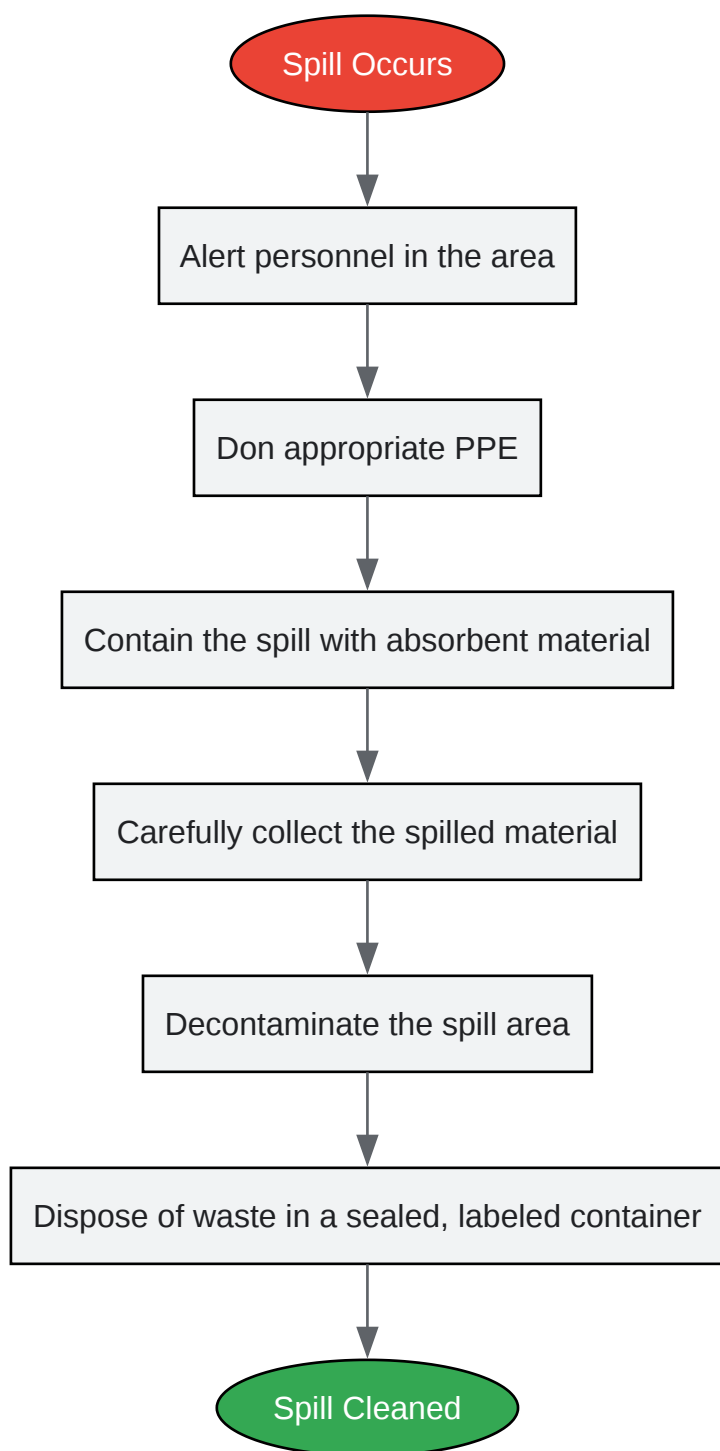 Spill Occurs
Alert personnel in the area
Don appropriate PPE
Contain the spill with absorbent material
Carefully collect the spilled material
Decontaminate the spill area
Dispose of waste in a sealed, labeled container
Spill Cleaned